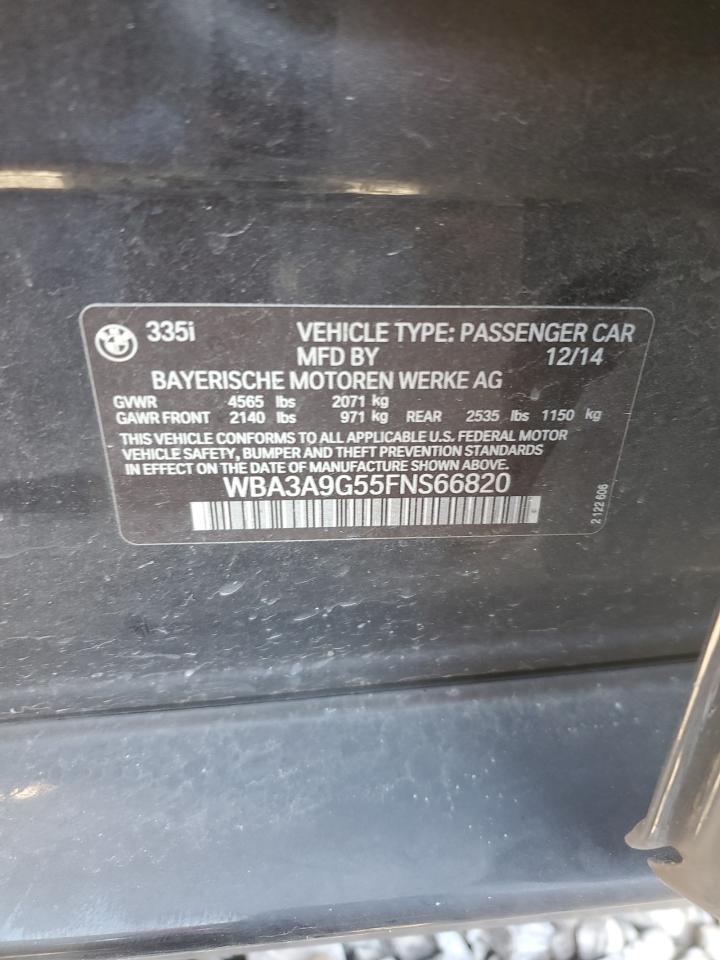 335i VEHICLE TYPE: PASSENGER CAR
MFD BY 12/14
BAYERISCHE MOTOREN WERKE AG
GVWR 4565 lbs 2071 kg
GAWR FRONT 2140 lbs 971 kg REAR 2535 lbs 1150 kg
THIS VEHICLE CONFORMS TO ALL APPLICABLE U.S. FEDERAL MOTOR
VEHICLE SAFETY, BUMPER AND THEFT PREVENTION STANDARDS
IN EFFECT ON THE DATE OF MANUFACTURE SHOWN ABOVE.
WBA3A9G55FNS66820
2 122 606